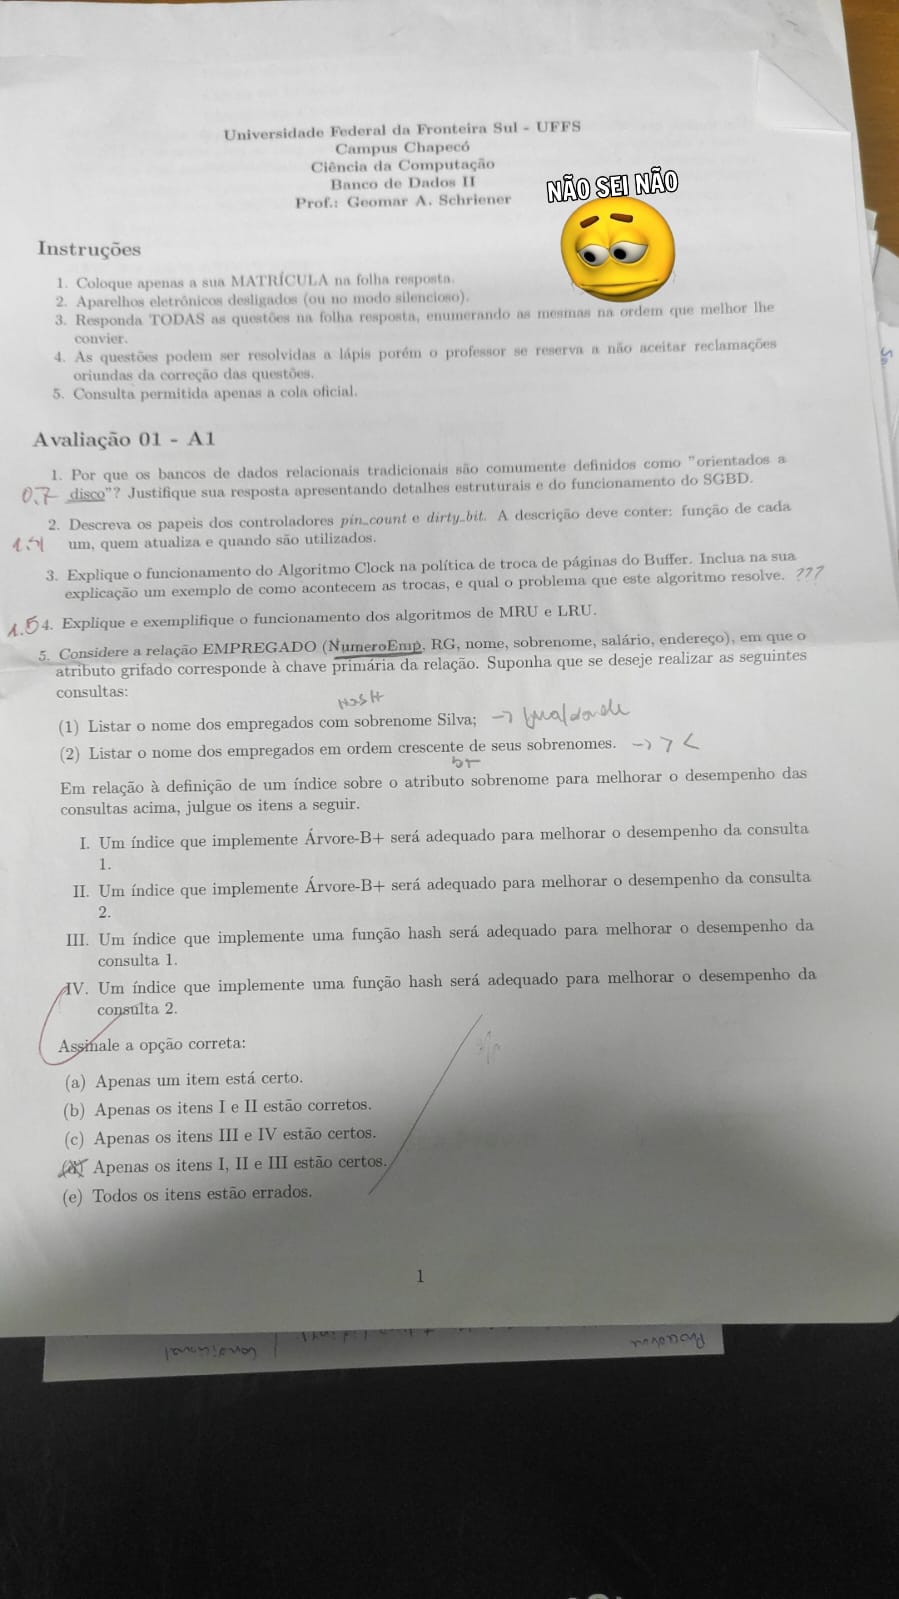 Universidade Federal da Fronteira Sul - UFFS
Campus Chapecó
Ciência da Computação
Banco de Dados II
Prof.: Geomar A. Schriener
NÃO SEI NÃO
Instruções
1. Coloque apenas a sua MATRÍCULA na folha resposta.
2. Aparelhos eletrônicos desligados (ou no modo silencioso).
3. Responda TODAS as questões na folha resposta, enumerando as mesmas na ordem que melhor lhe
convier.
4. As questões podem ser resolvidas a lápis porém o professor se reserva a não aceitar reclamações
oriundas da correção das questões.
5. Consulta permitida apenas a cola oficial.
Avaliação 01 - A1
1. Por que os bancos de dados relacionais tradicionais são comumente definidos como "orientados a
0.7 disco"? Justifique sua resposta apresentando detalhes estruturais e do funcionamento do SGBD.
2. Descreva os papeis dos controladores pin_count e dirty_bit. A descrição deve conter: função de cada
um, quem atualiza e quando são utilizados.
3. Explique o funcionamento do Algoritmo Clock na política de troca de páginas do Buffer. Inclua na sua
explicação um exemplo de como acontecem as trocas, e qual o problema que este algoritmo resolve. ???
1.5 4. Explique e exemplifique o funcionamento dos algoritmos de MRU e LRU.
5. Considere a relação EMPREGADO (NumeroEmp, RG, nome, sobrenome, salário, endereço), em que o
atributo grifado corresponde à chave primária da relação. Suponha que se deseje realizar as seguintes
consultas:
HASH
(1) Listar o nome dos empregados com sobrenome Silva; -> Igualdade
(2) Listar o nome dos empregados em ordem crescente de seus sobrenomes. -> > <
b+
Em relação à definição de um índice sobre o atributo sobrenome para melhorar o desempenho das
consultas acima, julgue os itens a seguir.
I. Um índice que implemente Árvore-B+ será adequado para melhorar o desempenho da consulta
1.
II. Um índice que implemente Árvore-B+ será adequado para melhorar o desempenho da consulta
2.
III. Um índice que implemente uma função hash será adequado para melhorar o desempenho da
consulta 1.
IV. Um índice que implemente uma função hash será adequado para melhorar o desempenho da
consulta 2.
Assinale a opção correta:
(a) Apenas um item está certo.
(b) Apenas os itens I e II estão corretos.
(c) Apenas os itens III e IV estão certos.
(d) Apenas os itens I, II e III estão certos.
(e) Todos os itens estão errados.
1